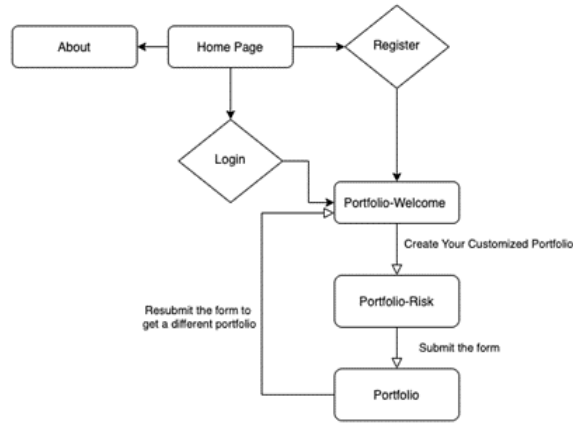 About
Home Page
Register
Login
Portfolio-Welcome
Create Your Customized Portfolio
Portfolio-Risk
Resubmit the form to
get a different portfolio
Submit the form
Portfolio